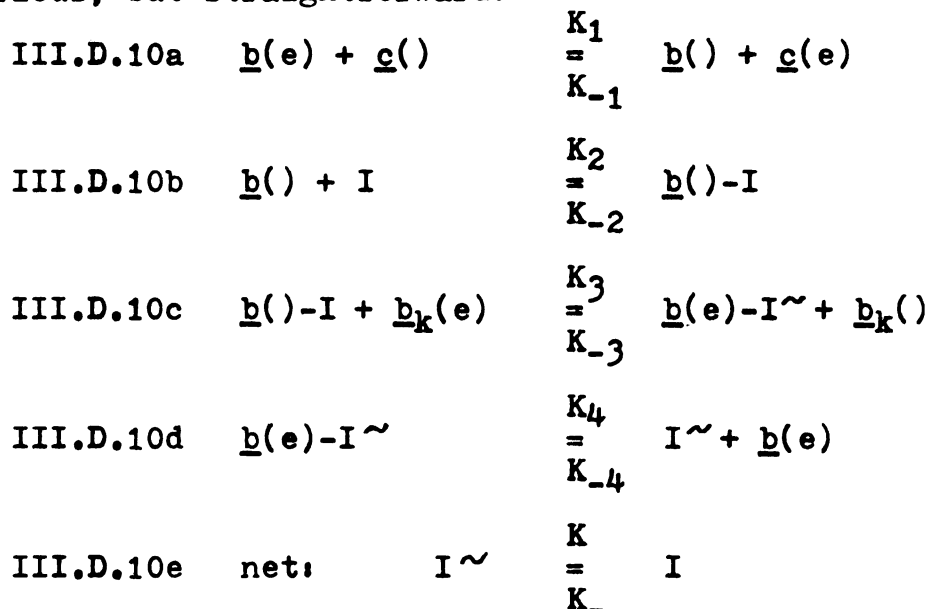 III.D.10a b(e) + c() K1 = K-1 b() + c(e)
III.D.10b b() + I K2 = K-2 b()-I
III.D.10c b()-I + bk(e) K3 = K-3 b(e)-I~ + bk()
III.D.10d b(e)-I~ K4 = K-4 I~ + b(e)
III.D.10e net: I~ K = K- I